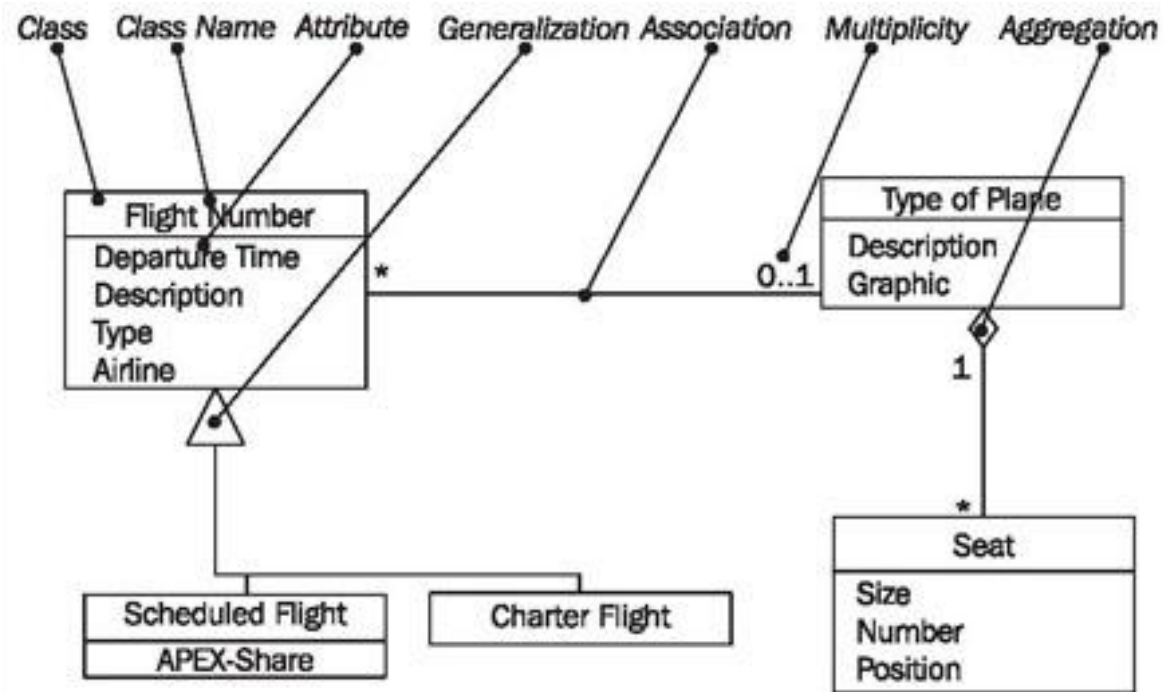 Class Class Name Attribute Generalization Association Multiplicity Aggregation
Flight Number
Departure Time
Description
Type
Airline
*
0..1
Type of Plane
Description
Graphic
1
*
Seat
Size
Number
Position
Scheduled Flight
APEX-Share
Charter Flight